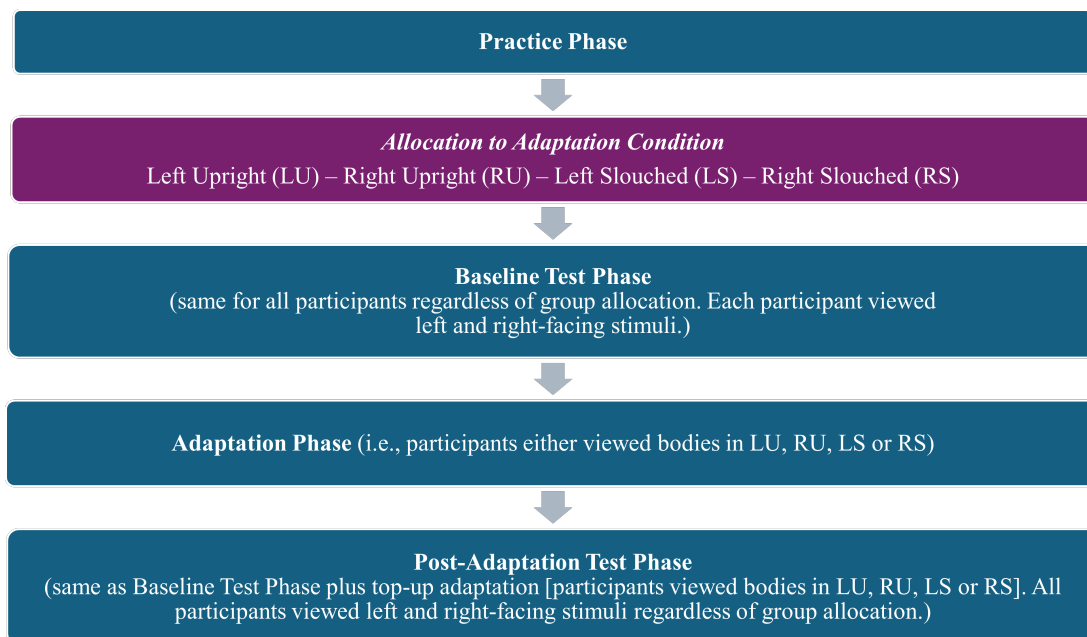 Practice Phase
Allocation to Adaptation Condition
Left Upright (LU) – Right Upright (RU) – Left Slouched (LS) – Right Slouched (RS)
Baseline Test Phase
(same for all participants regardless of group allocation. Each participant viewed
left and right-facing stimuli.)
Adaptation Phase (i.e., participants either viewed bodies in LU, RU, LS or RS)
Post-Adaptation Test Phase
(same as Baseline Test Phase plus top-up adaptation [participants viewed bodies in LU, RU, LS or RS]. All
participants viewed left and right-facing stimuli regardless of group allocation.)